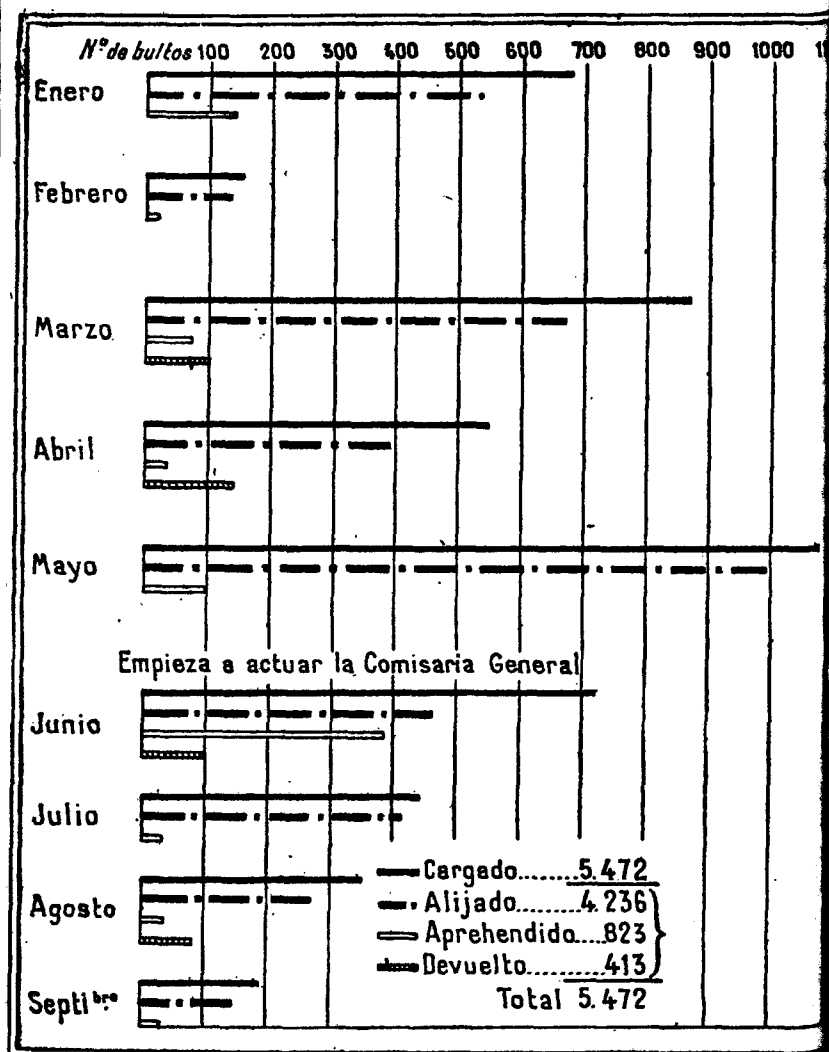 Nº de bultos 100 200 300 400 500 600 700 800 900 1000
Enero
Febrero
Marzo
Abril
Mayo
Empieza a actuar la Comisaria General
Junio
Julio
Agosto
Septi bre.
Cargado........5.472
Alijado..........4.236
Aprehendido....823
Devuelto..........413
Total 5.472